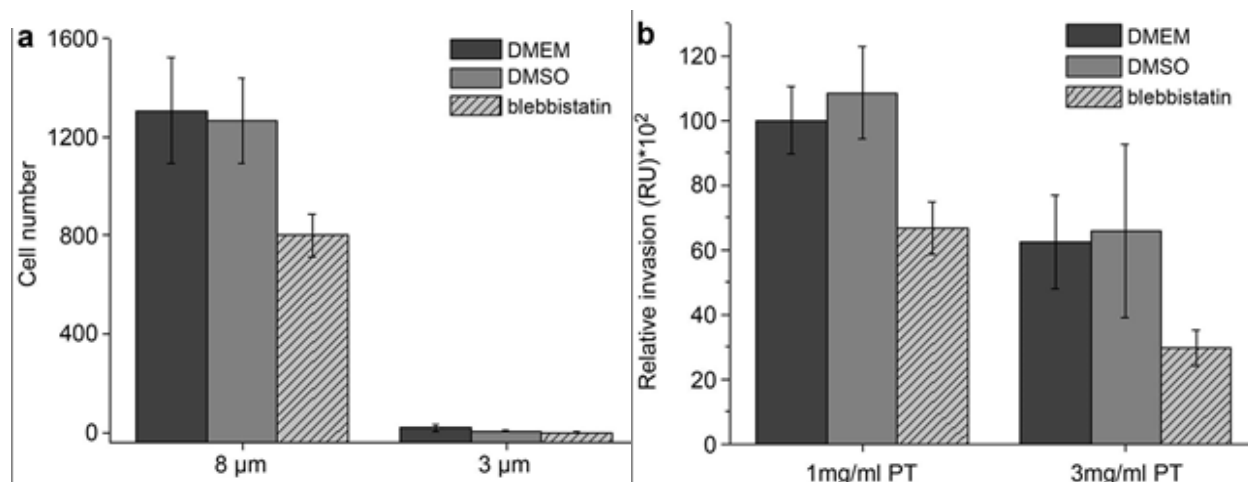 a
1600
1200
800
400
0
Cell number
DMEM
DMSO
blebbistatin
8 µm
3 µm
b
120
100
80
60
40
20
0
Relative invasion (RU)*10²
DMEM
DMSO
blebbistatin
1mg/ml PT
3mg/ml PT